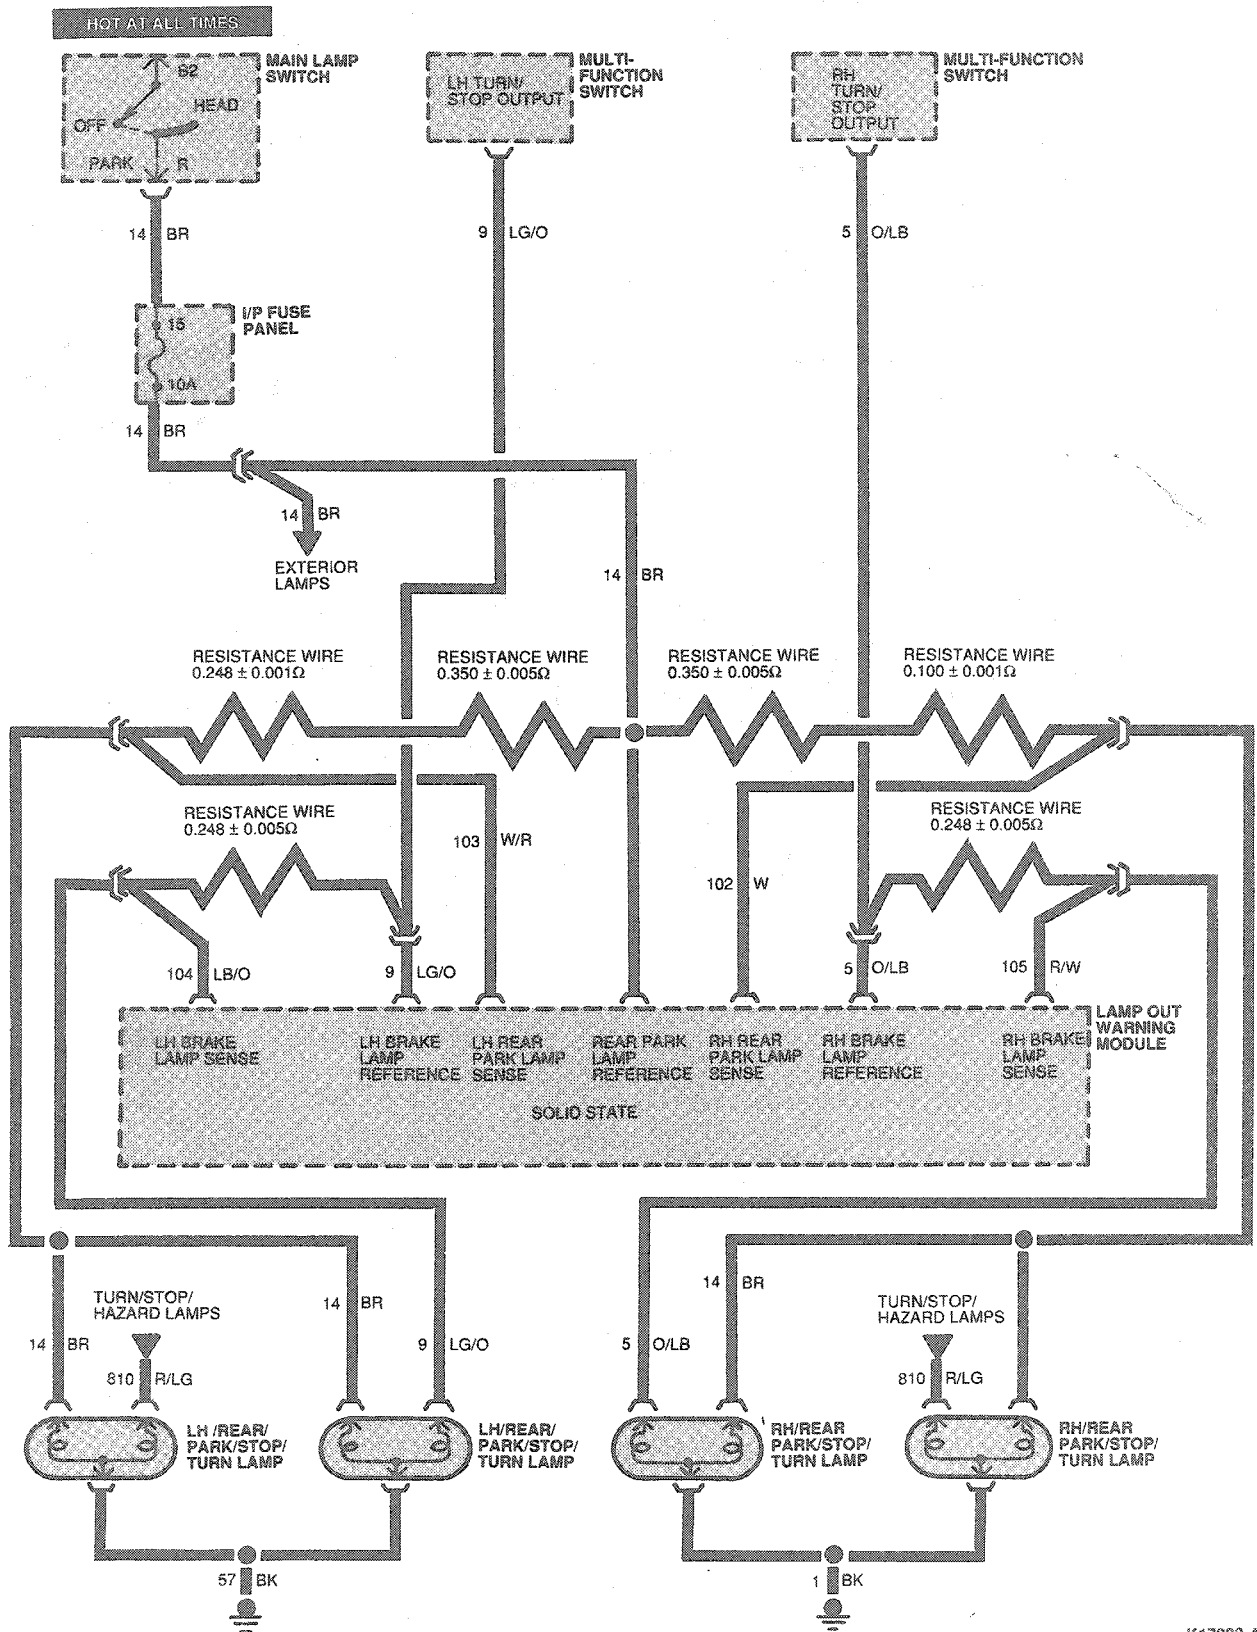 HOT AT ALL TIMES
B2
HEAD
OFF
PARK
R
MAIN LAMP
SWITCH
LH TURN/
STOP OUTPUT
MULTI-
FUNCTION
SWITCH
RH
TURN/
STOP
OUTPUT
MULTI-FUNCTION
SWITCH
14 BR
9 LG/O
5 O/LB
15
10A
I/P FUSE
PANEL
14 BR
14 BR
EXTERIOR
LAMPS
14 BR
RESISTANCE WIRE
0.248 ± 0.001Ω
RESISTANCE WIRE
0.350 ± 0.005Ω
RESISTANCE WIRE
0.350 ± 0.005Ω
RESISTANCE WIRE
0.100 ± 0.001Ω
RESISTANCE WIRE
0.248 ± 0.005Ω
RESISTANCE WIRE
0.248 ± 0.005Ω
103 W/R
102 W
104 LB/O
9 LG/O
5 O/LB
105 R/W
LH BRAKE
LAMP SENSE
LH BRAKE
LAMP
REFERENCE
LH REAR
PARK LAMP
SENSE
REAR PARK
LAMP
REFERENCE
RH REAR
PARK LAMP
SENSE
RH BRAKE
LAMP
REFERENCE
RH BRAKE
LAMP
SENSE
LAMP OUT
WARNING
MODULE
SOLID STATE
TURN/STOP/
HAZARD LAMPS
14 BR
810 R/LG
14 BR
9 LG/O
5 O/LB
14 BR
TURN/STOP/
HAZARD LAMPS
810 R/LG
LH /REAR/
PARK/STOP/
TURN LAMP
LH/REAR/
PARK/STOP/
TURN LAMP
RH/REAR
PARK/STOP/
TURN LAMP
RH/REAR
PARK/STOP/
TURN LAMP
57 BK
1 BK